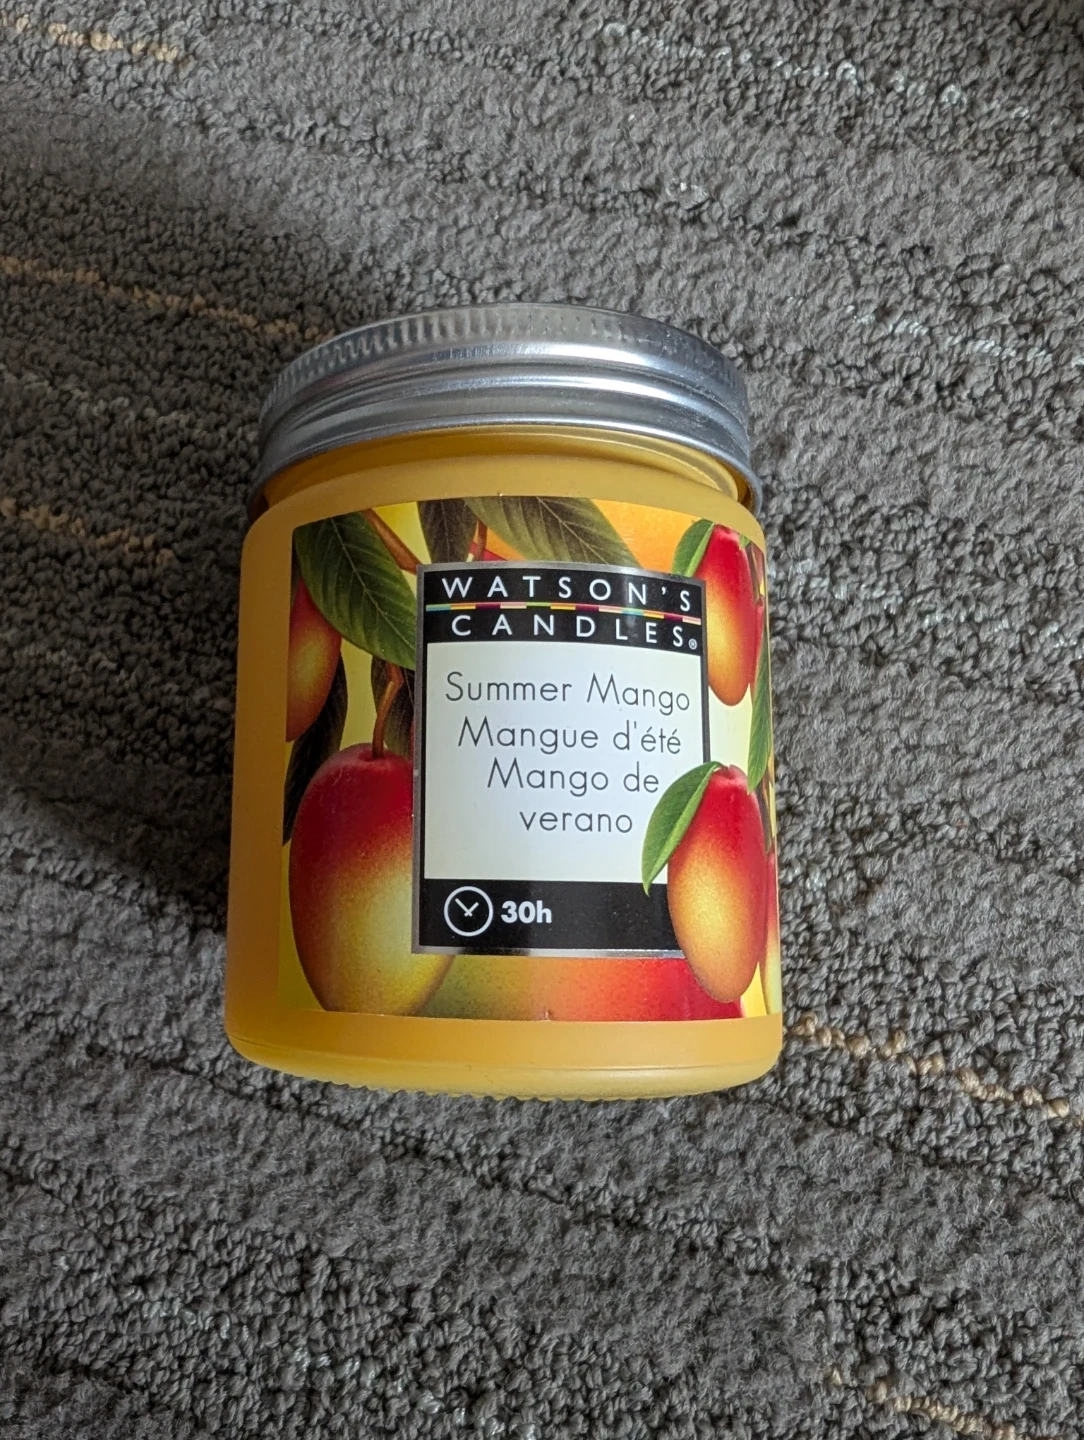 WATSON'S
CANDLES®
Summer Mango
Mangue d'été
Mango de
verano
30h